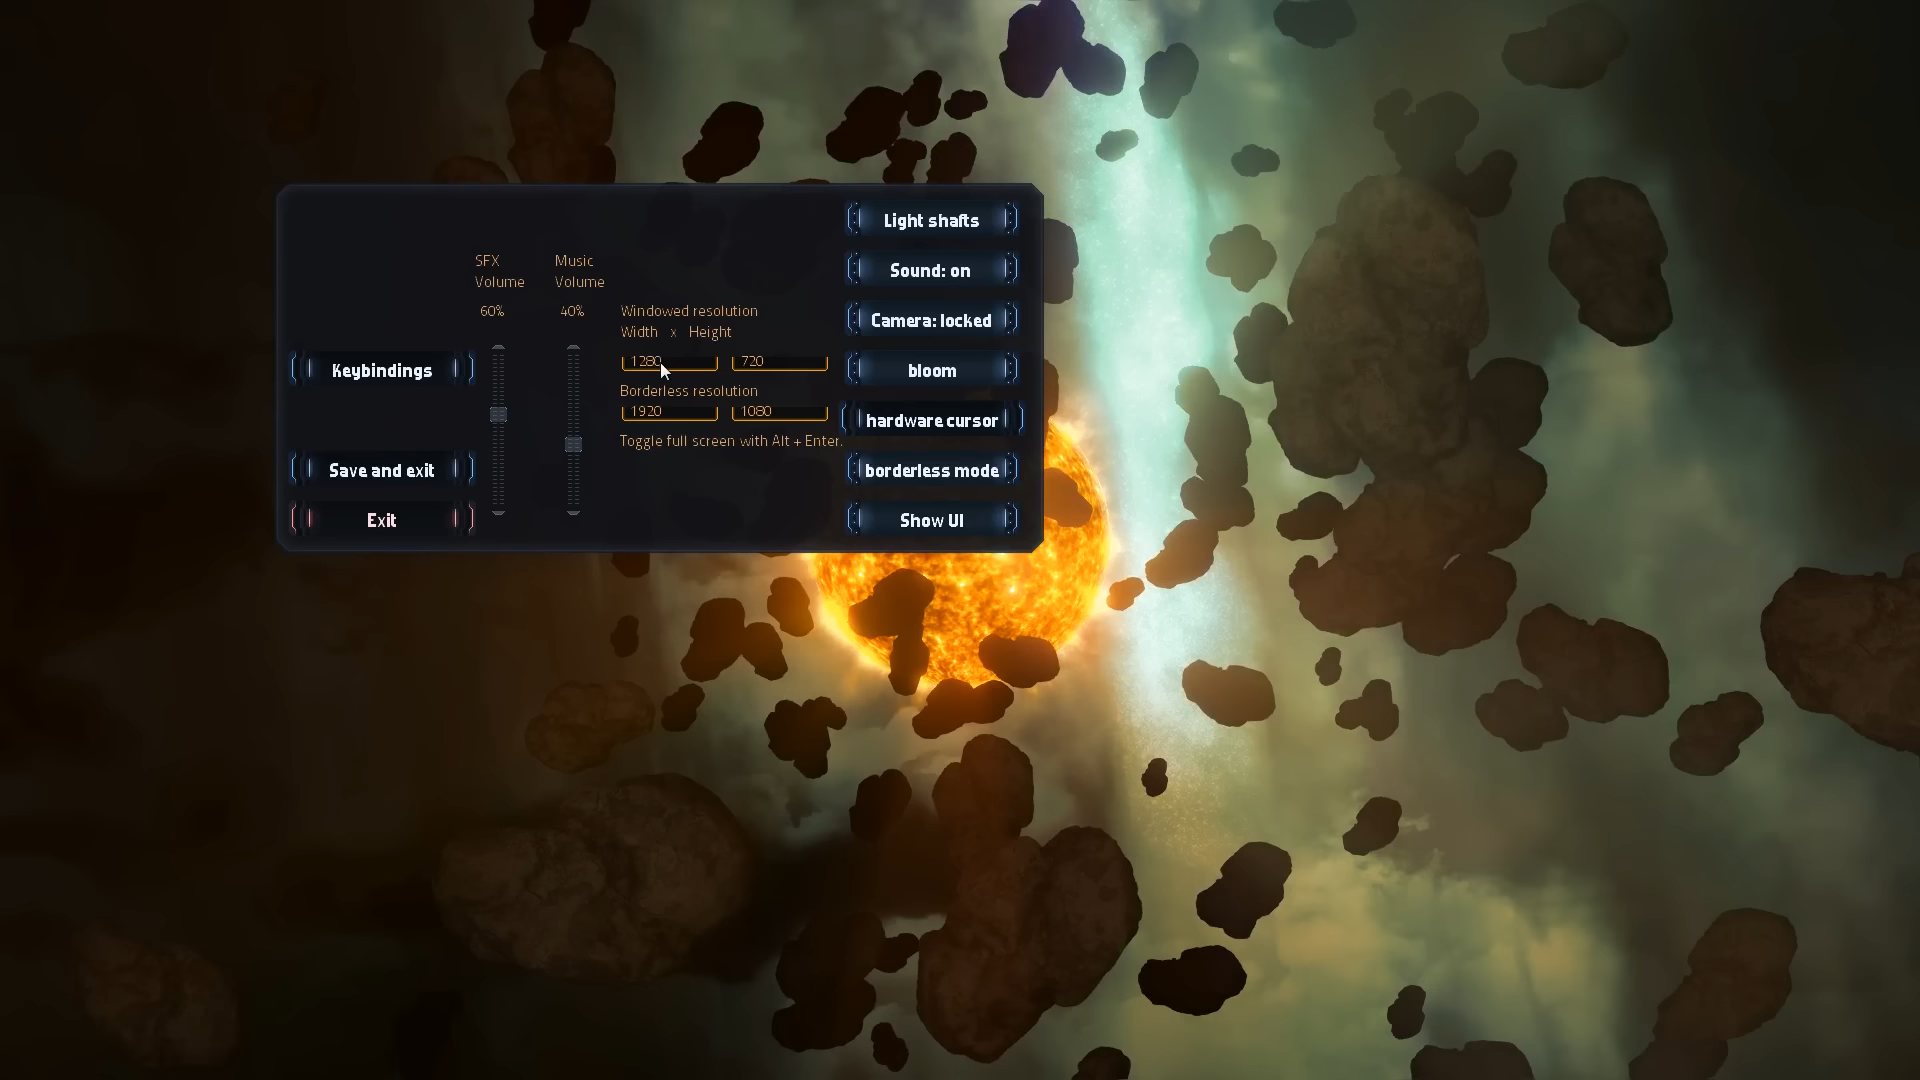 SFX
Volume
60%
Music
Volume
40%
Windowed resolution
Width x Height
1280 720
Borderless resolution
1920 1080
Toggle full screen with Alt + Enter.
Keybindings
Save and exit
Exit
Light shafts
Sound: on
Camera: locked
bloom
hardware cursor
borderless mode
Show UI